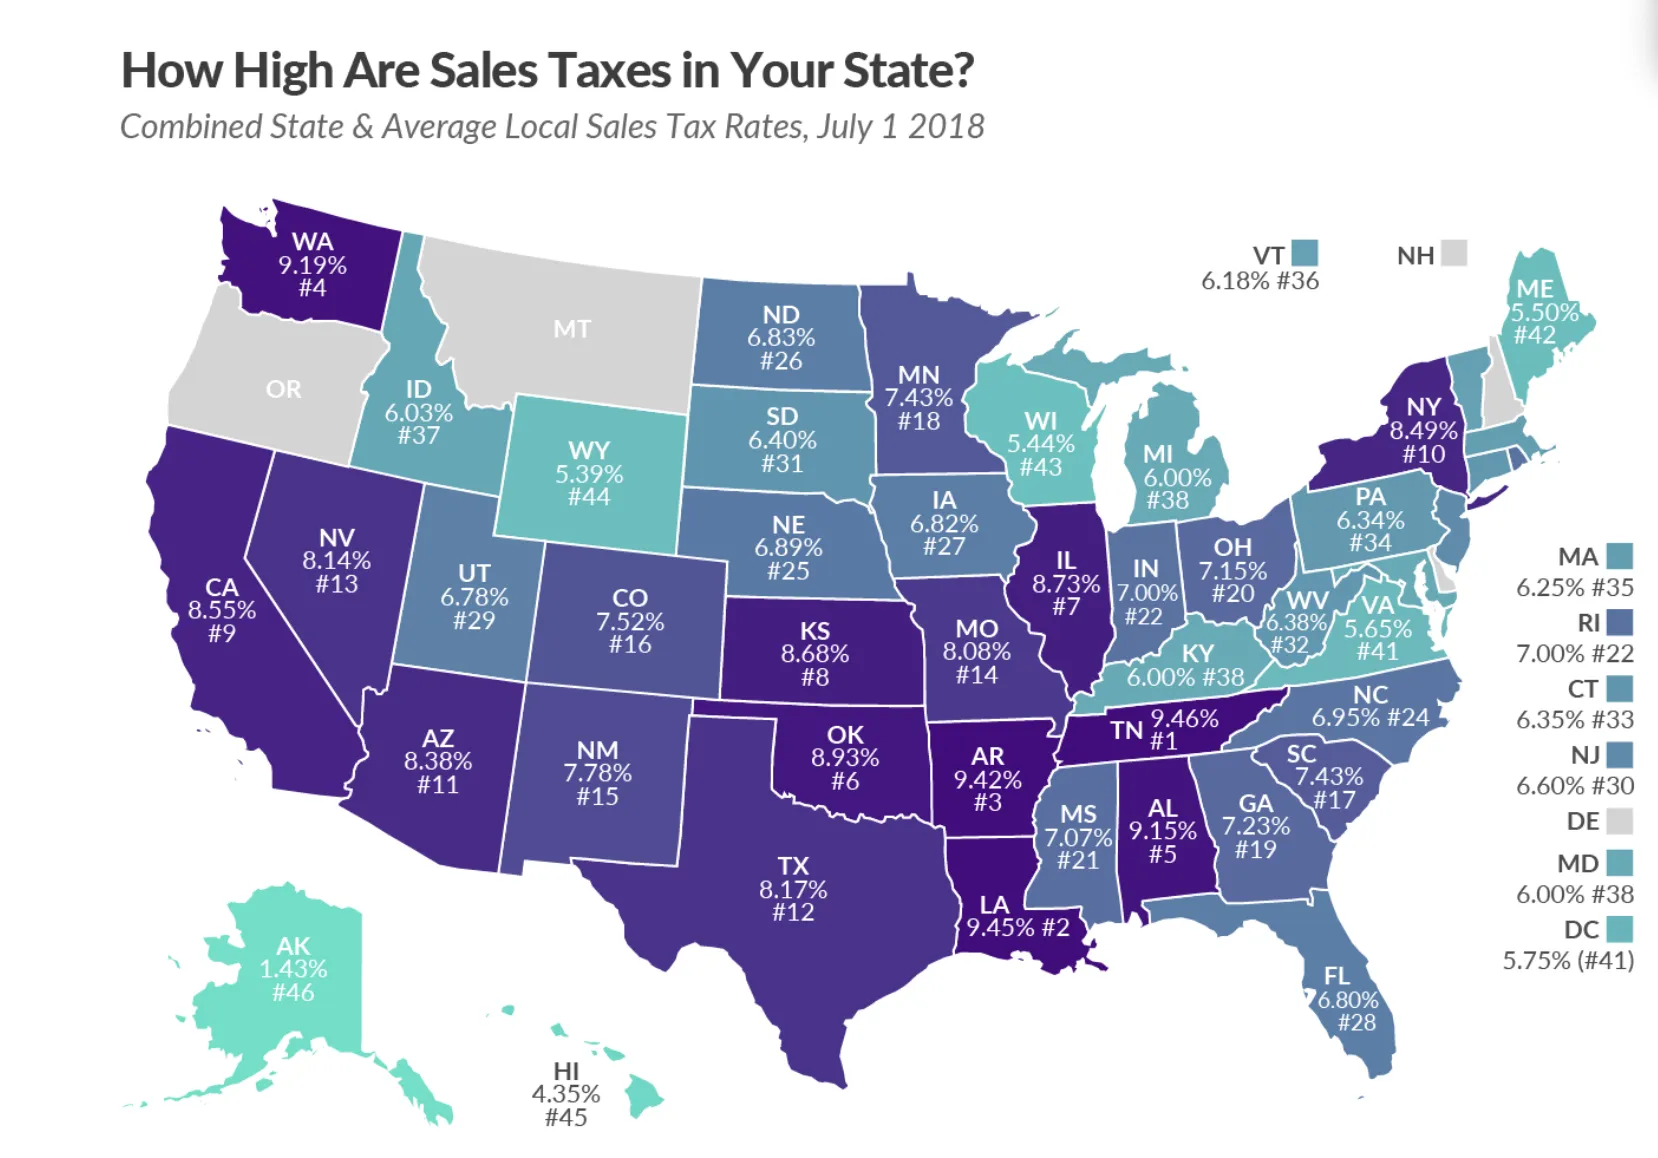 How High Are Sales Taxes in Your State?
Combined State & Average Local Sales Tax Rates, July 1 2018
WA
9.19%
#4
OR
MT
ID
6.03%
#37
WY
5.39%
#44
ND
6.83%
#26
SD
6.40%
#31
NE
6.89%
#25
MN
7.43%
#18
IA
6.82%
#27
WI
5.44%
#43
MI
6.00%
#38
VT
6.18% #36
NH
ME
5.50%
#42
NY
8.49%
#10
PA
6.34%
#34
CA
8.55%
#9
NV
8.14%
#13
UT
6.78%
#29
CO
7.52%
#16
KS
8.68%
#8
MO
8.08%
#14
IL
8.73%
#7
IN
7.00%
#22
OH
7.15%
#20
WV
6.38%
#32
VA
5.65%
#41
KY
6.00% #38
NC
6.95% #24
TN
9.46%
#1
SC
7.43%
#17
AZ
8.38%
#11
NM
7.78%
#15
OK
8.93%
#6
AR
9.42%
#3
MS
7.07%
#21
AL
9.15%
#5
GA
7.23%
#19
TX
8.17%
#12
LA
9.45% #2
FL
6.80%
#28
AK
1.43%
#46
HI
4.35%
#45
MA
6.25% #35
RI
7.00% #22
CT
6.35% #33
NJ
6.60% #30
DE
MD
6.00% #38
DC
5.75% (#41)